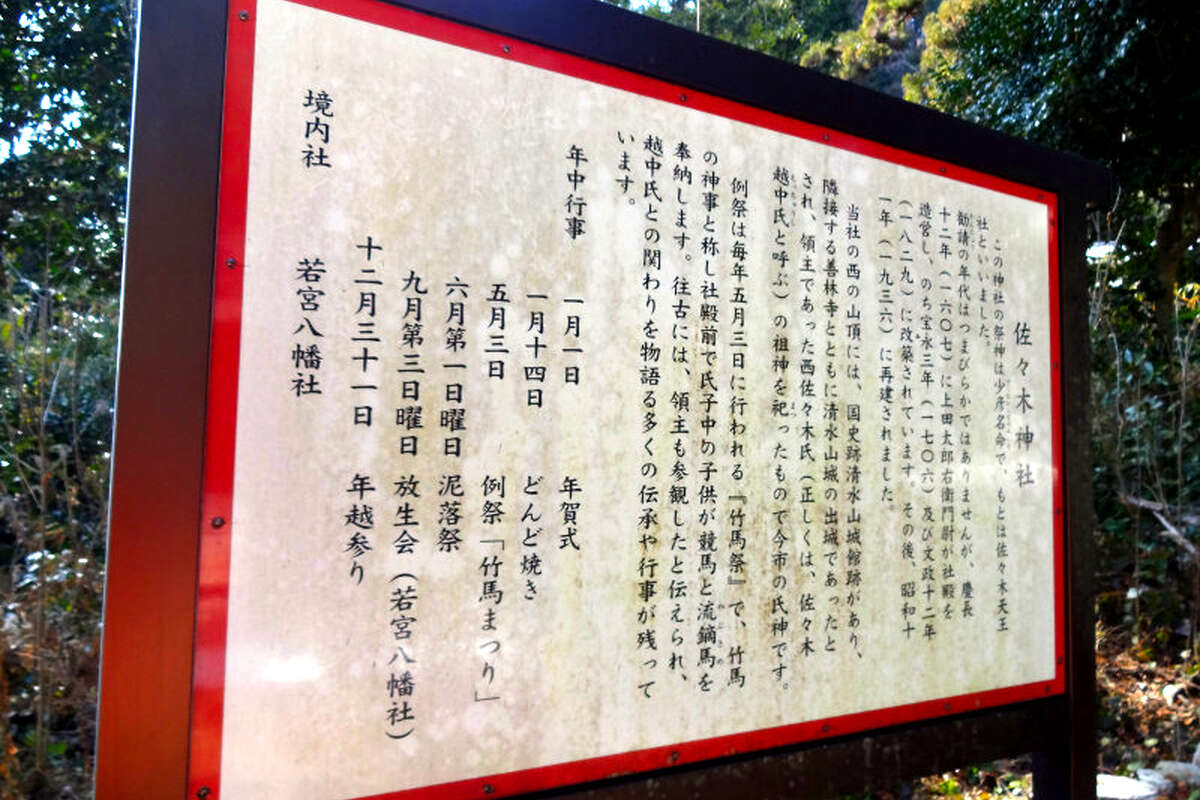 佐々木神社
この神社の祭神は少彦名命で、もとは佐々木天王
社といいました。
勧請の年代はつまびらかではありませんが、慶長
十二年(一六〇七)に上田太郎右衛門尉が社殿を
造営し、のち宝永三年(一七〇六)及び文政十二年
(一八二九)に改築されています。その後、昭和十
一年(一九三六)に再建されました。
当社の西の山頂には、国史跡清水山城館跡があり、
隣接する善林寺とともに清水山城の出城であったと
され、領主であった西佐々木氏(正しくは、佐々木
越中氏と呼ぶ)の祖神を祀ったもので今市の氏神です。
例祭は毎年五月三日に行われる『竹馬祭』で、竹馬
の神事と称し社殿前で氏子中の子供が競馬と流鏑馬を
奉納します。往古には、領主も参観したと伝えられ、
越中氏との関わりを物語る多くの伝承や行事が残って
います。
年中行事
一月一日 年賀式
一月十四日 どんど焼き
五月三日 例祭「竹馬まつり」
六月第一日曜日 泥落祭
九月第三日曜日 放生会(若宮八幡社)
十二月三十一日 年越参り
境内社 若宮八幡社